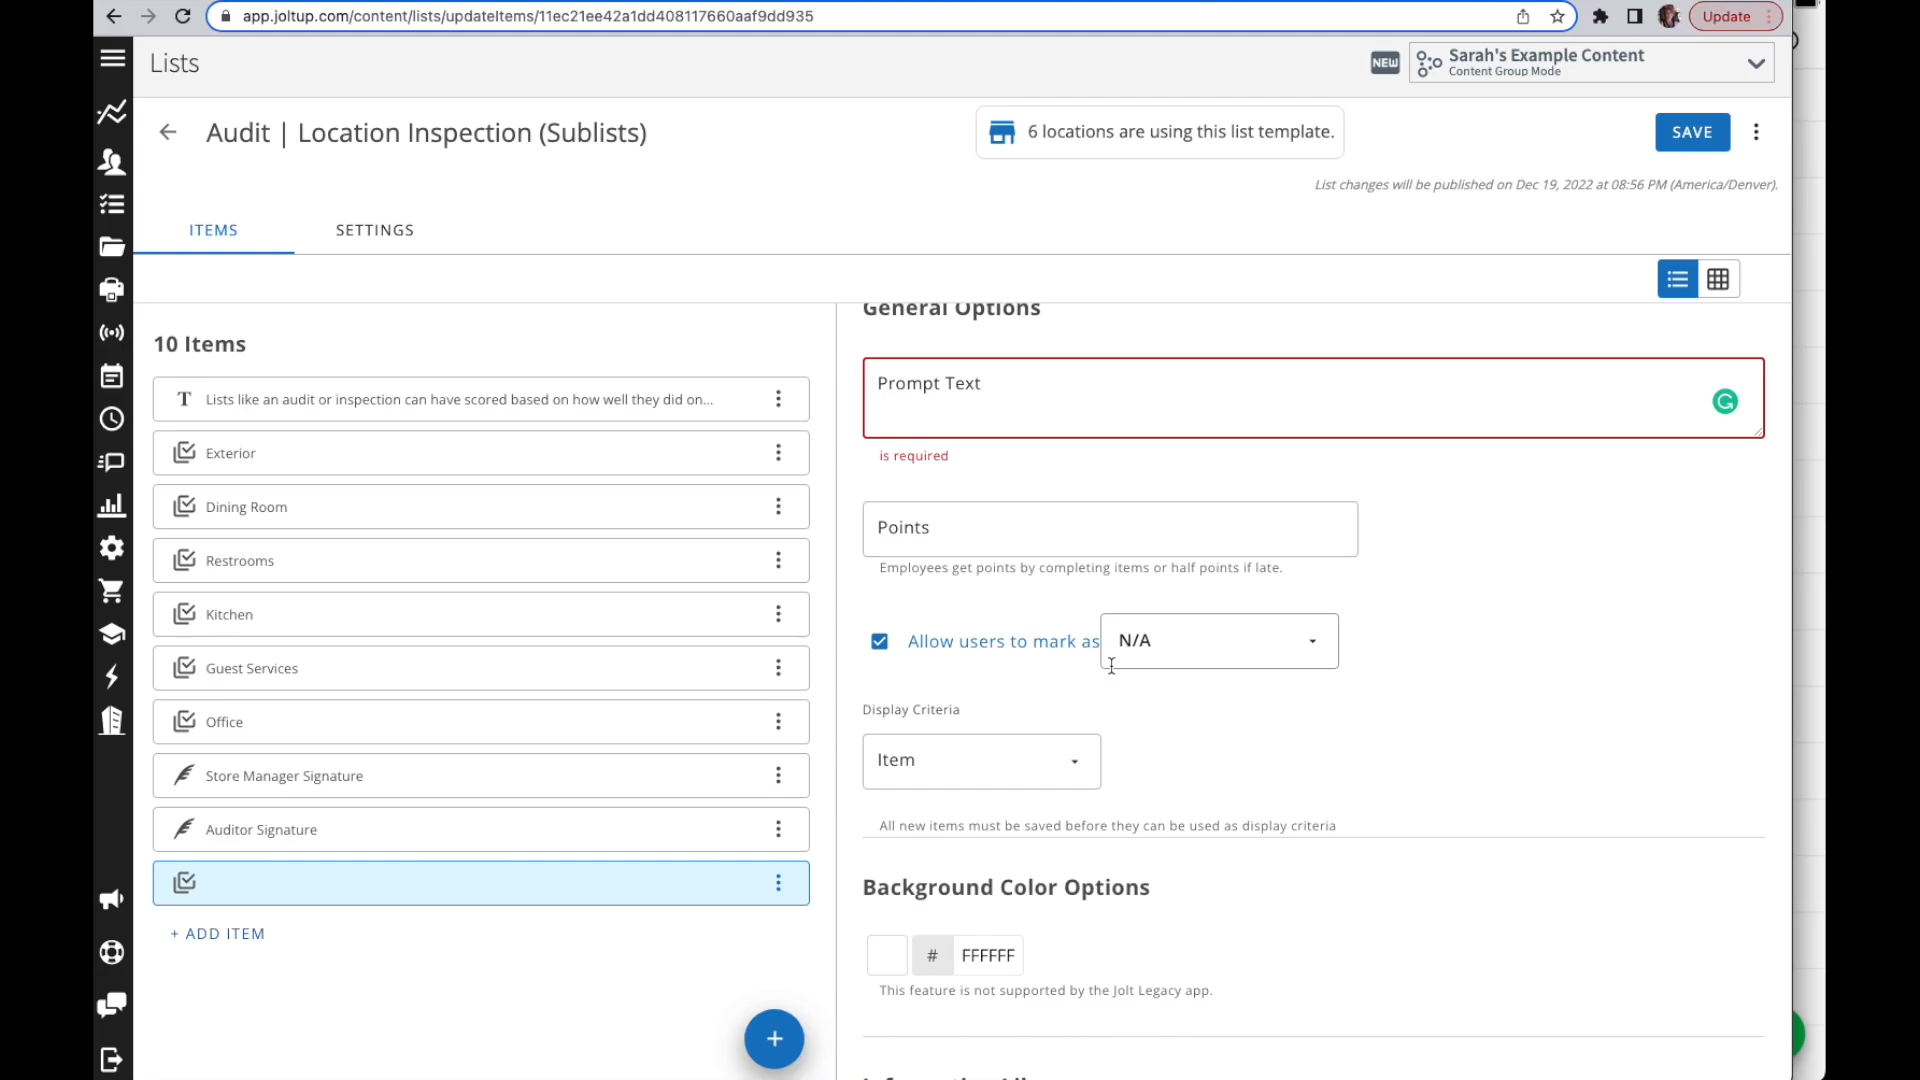 app.joltup.com/content/lists/updateItems/11ec21ee42a1dd408117660aaf9dd935
Update
Lists
NEW
Sarah's Example Content
Content Group Mode
Audit | Location Inspection (Sublists)
6 locations are using this list template.
SAVE
List changes will be published on Dec 19, 2022 at 08:56 PM (America/Denver).
ITEMS
SETTINGS
10 Items
Lists like an audit or inspection can have scored based on how well they did on...
Exterior
Dining Room
Restrooms
Kitchen
Guest Services
Office
Store Manager Signature
Auditor Signature
+ ADD ITEM
General Options
Prompt Text
is required
Points
Employees get points by completing items or half points if late.
Allow users to mark as
N/A
Display Criteria
Item
All new items must be saved before they can be used as display criteria
Background Color Options
# FFFFFF
This feature is not supported by the Jolt Legacy app.